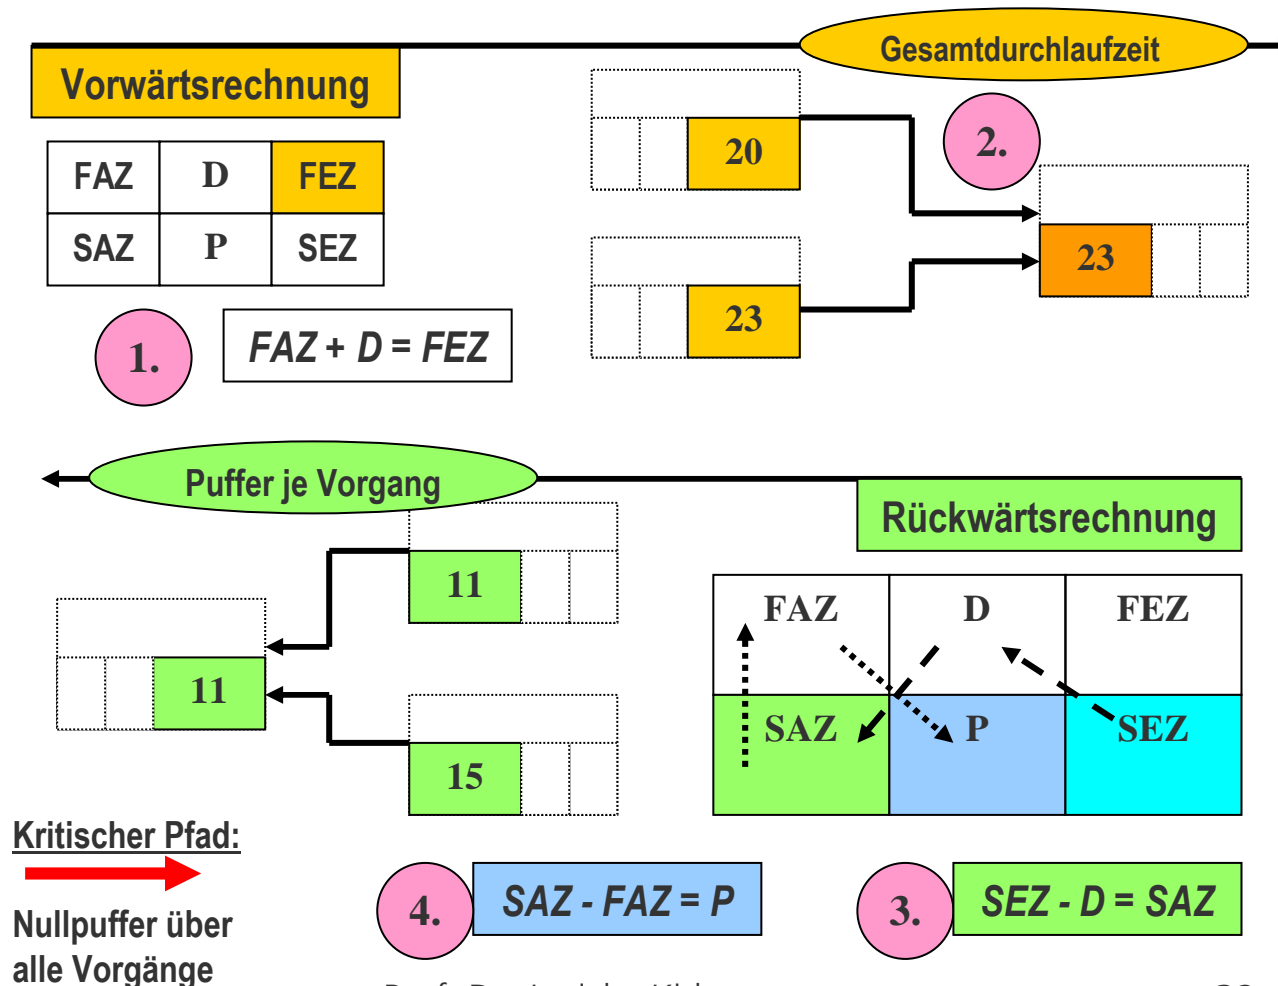 Gesamtdurchlaufzeit
Vorwärtsrechnung
FAZ D FEZ
SAZ P SEZ
20
2.
23
23
1.
FAZ + D = FEZ
Puffer je Vorgang
Rückwärtsrechnung
11
11
15
FAZ D FEZ
SAZ P SEZ
Kritischer Pfad:
Nullpuffer über
alle Vorgänge
4.
SAZ - FAZ = P
3.
SEZ - D = SAZ